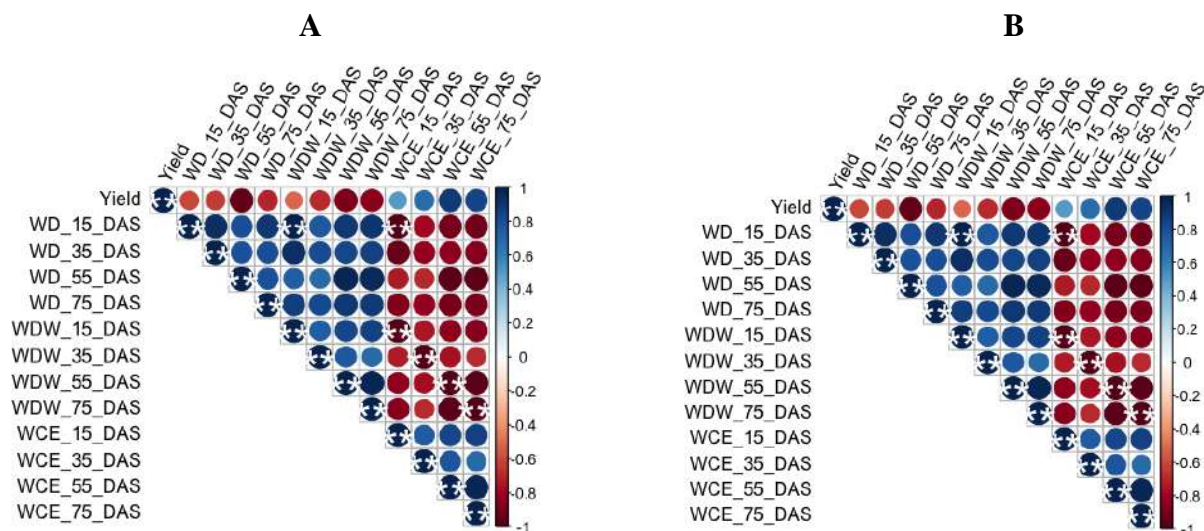 A
B
Yield
WD_15_DAS
WD_35_DAS
WD_55_DAS
WD_75_DAS
WDW_15_DAS
WDW_35_DAS
WDW_55_DAS
WDW_75_DAS
WCE_15_DAS
WCE_35_DAS
WCE_55_DAS
WCE_75_DAS
Yield
WD_15_DAS
WD_35_DAS
WD_55_DAS
WD_75_DAS
WDW_15_DAS
WDW_35_DAS
WDW_55_DAS
WDW_75_DAS
WCE_15_DAS
WCE_35_DAS
WCE_55_DAS
WCE_75_DAS
1
0.8
0.6
0.4
0.2
0
-0.2
-0.4
-0.6
-0.8
-1
Yield
WD_15_DAS
WD_35_DAS
WD_55_DAS
WD_75_DAS
WDW_15_DAS
WDW_35_DAS
WDW_55_DAS
WDW_75_DAS
WCE_15_DAS
WCE_35_DAS
WCE_55_DAS
WCE_75_DAS
Yield
WD_15_DAS
WD_35_DAS
WD_55_DAS
WD_75_DAS
WDW_15_DAS
WDW_35_DAS
WDW_55_DAS
WDW_75_DAS
WCE_15_DAS
WCE_35_DAS
WCE_55_DAS
WCE_75_DAS
1
0.8
0.6
0.4
0.2
0
-0.2
-0.4
-0.6
-0.8
-1